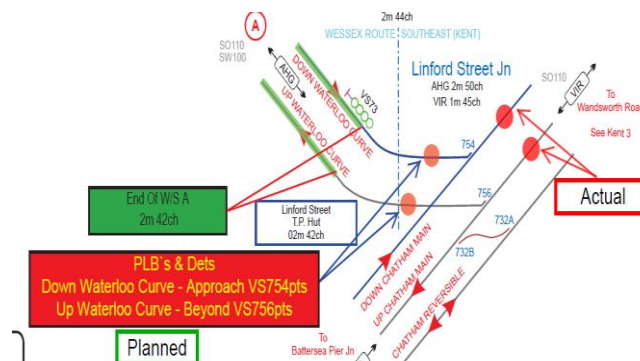 2m 44ch
A
WESSEX ROUTE SOUTHEAST (KENT)
SO110
SW100
AHG
DOWN WATERLOO CURVE
UP WATERLOO CURVE
VS73
Linford Street Jn
AHG 2m 50ch
VIR 1m 45ch
SO110
VIR
To
Wandsworth Roa
See Kent 3
754
756
732A
732B
Actual
End Of W/S A
2m 42ch
Linford Street
T.P. Hut
02m 42ch
PLB`s & Dets
Down Waterloo Curve - Approach VS754pts
Up Waterloo Curve - Beyond VS756pts
Planned
DOWN CHATHAM MAIN
UP CHATHAM MAIN
CHATHAM REVERSIBLE
To
Battersea Pier Jn
VIR